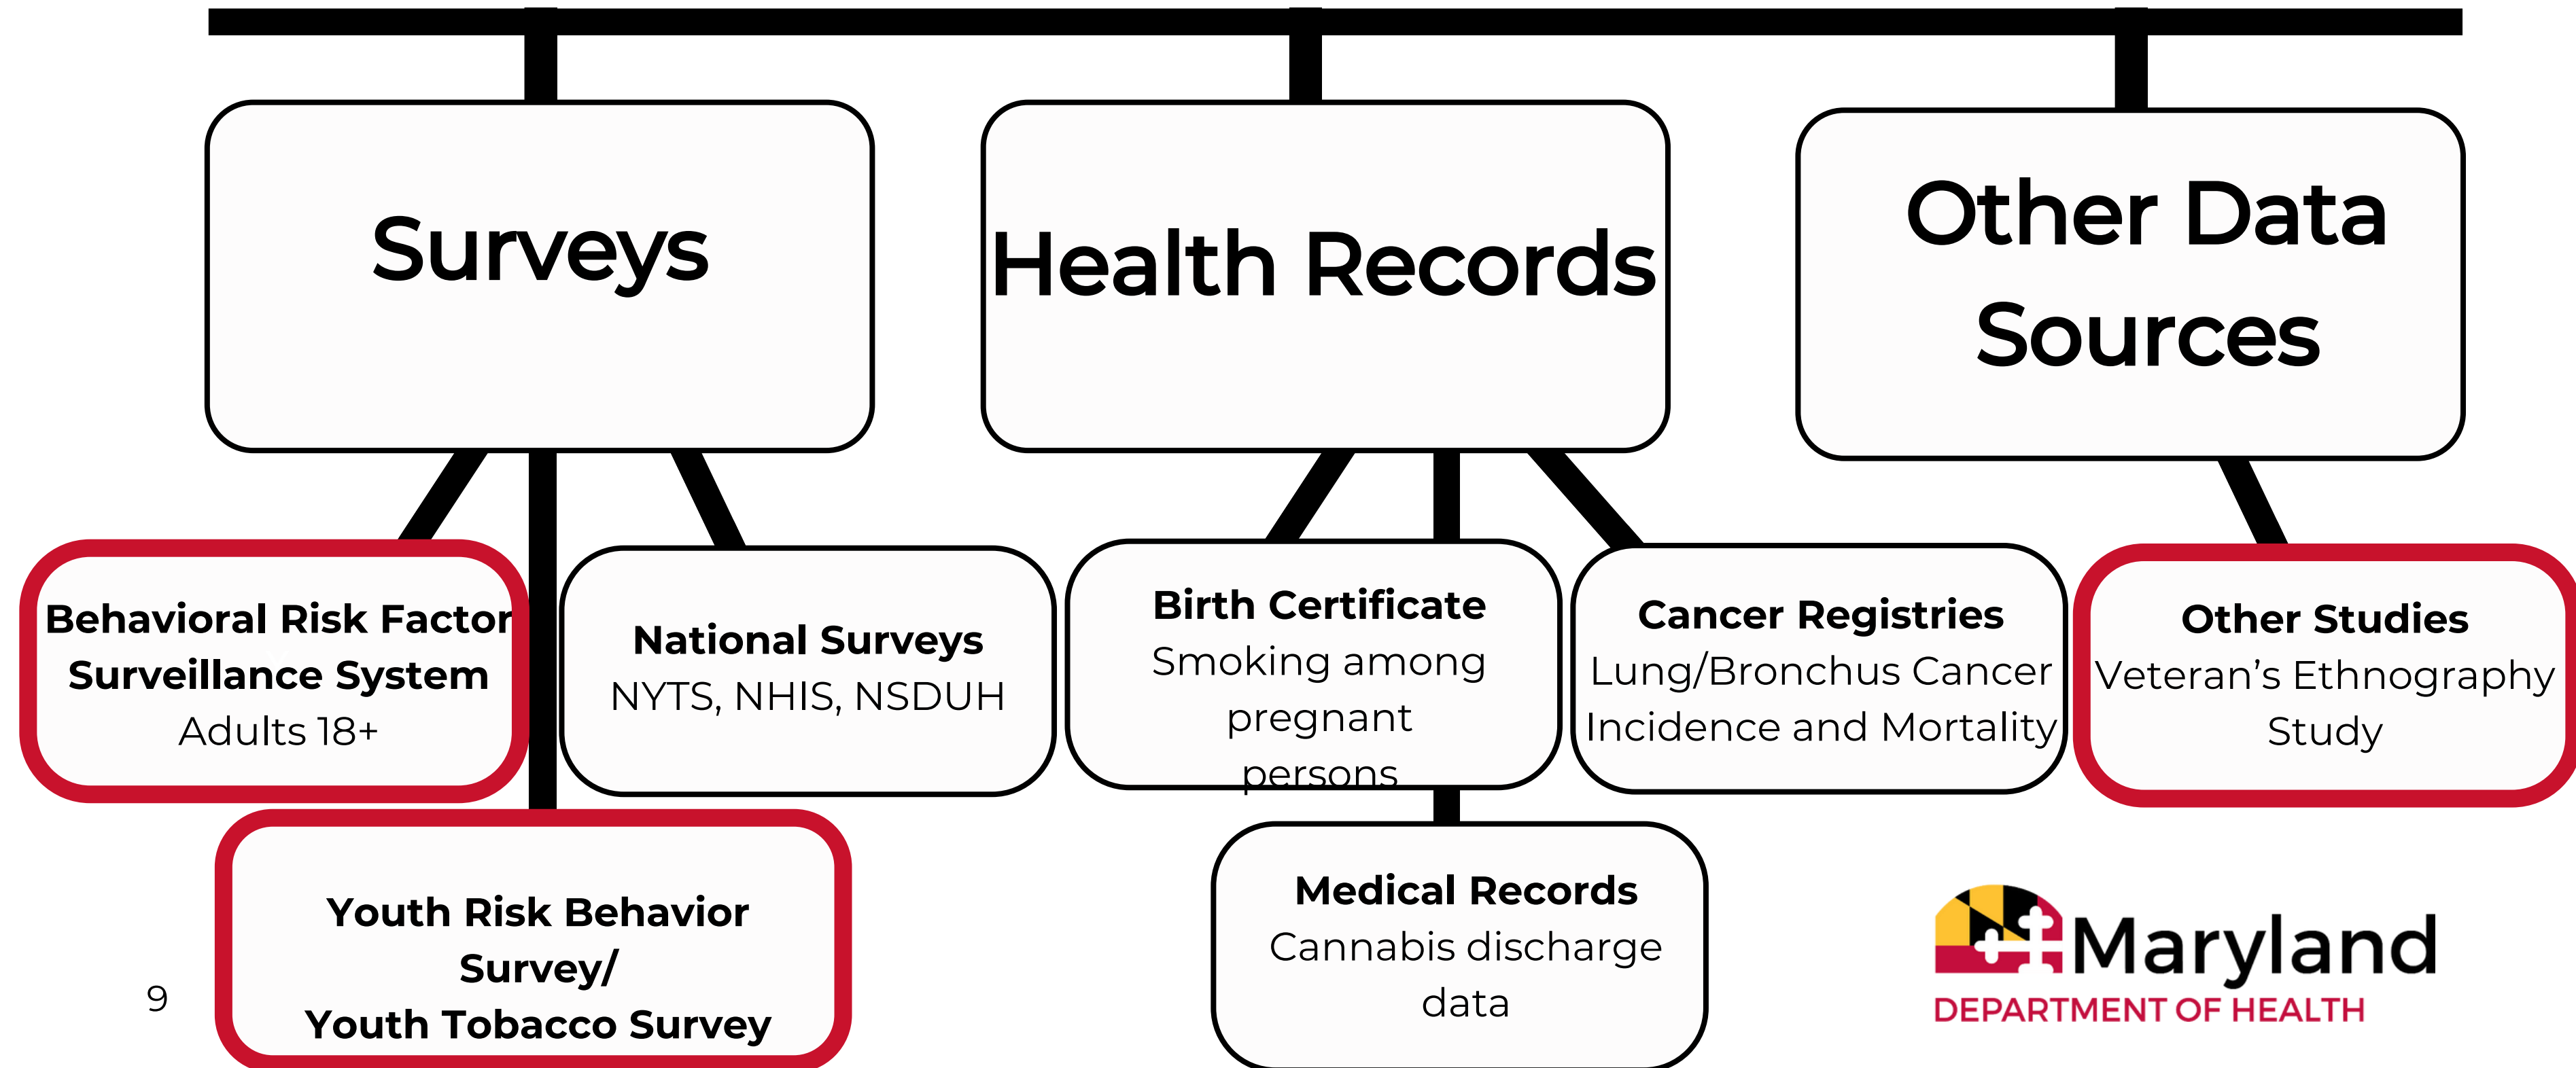 Surveys
Health Records
Other Data
Sources
Behavioral Risk Factor
Surveillance System
Adults 18+
National Surveys
NYTS, NHIS, NSDUH
Birth Certificate
Smoking among
pregnant
persons
Cancer Registries
Lung/Bronchus Cancer
Incidence and Mortality
Other Studies
Veteran’s Ethnography
Study
Youth Risk Behavior
Survey/
Youth Tobacco Survey
Medical Records
Cannabis discharge
data
9
Maryland
DEPARTMENT OF HEALTH